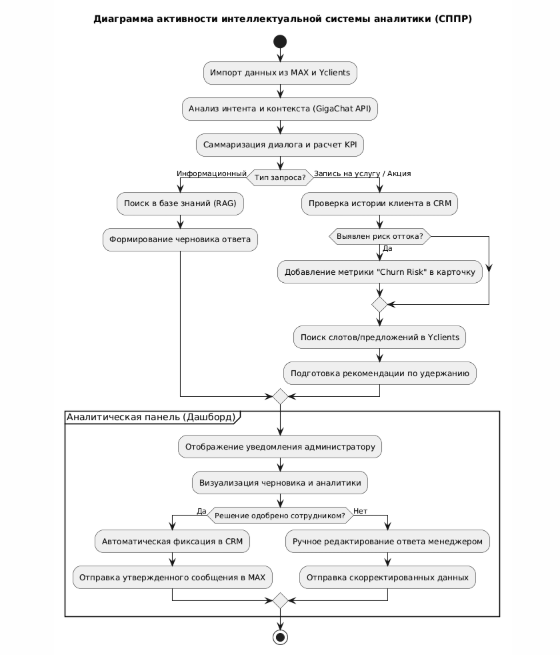 Диаграмма активности интеллектуальной системы аналитики (СППР)
Импорт данных из MAX и Yclients
Анализ интента и контекста (GigaChat API)
Саммаризация диалога и расчет KPI
Тип запроса?
Информационный
Запись на услугу / Акция
Поиск в базе знаний (RAG)
Формирование черновика ответа
Проверка истории клиента в CRM
Выявлен риск оттока?
Да
Добавление метрики "Churn Risk" в карточку
Поиск слотов/предложений в Yclients
Подготовка рекомендации по удержанию
Аналитическая панель (Дашборд)
Отображение уведомления администратору
Визуализация черновика и аналитики
Решение одобрено сотрудником?
Да
Нет
Автоматическая фиксация в CRM
Отправка утвержденного сообщения в MAX
Ручное редактирование ответа менеджером
Отправка скорректированных данных